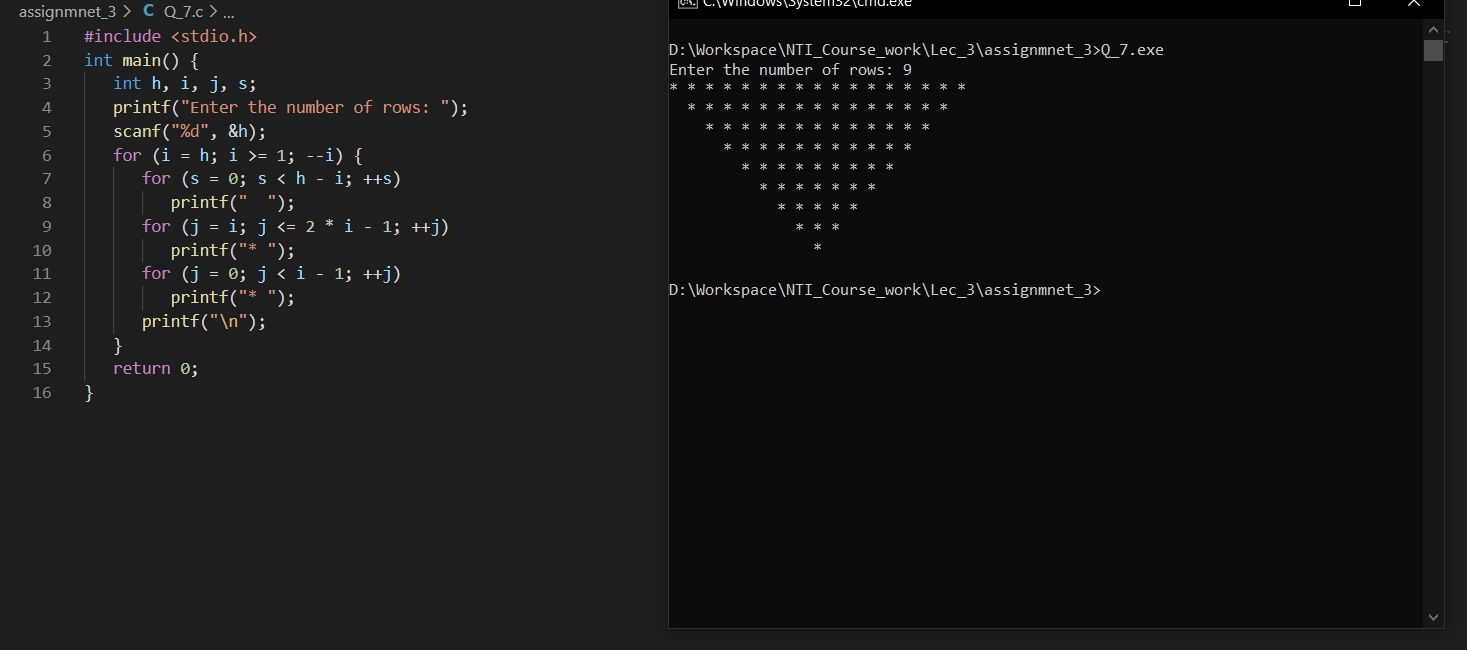 assignmnet_3 > C Q_7.c > ...
1 #include <stdio.h>
2 int main() {
3    int h, i, j, s;
4    printf("Enter the number of rows: ");
5    scanf("%d", &h);
6    for (i = h; i >= 1; --i) {
7       for (s = 0; s < h - i; ++s)
8          printf("  ");
9       for (j = i; j <= 2 * i - 1; ++j)
10          printf("* ");
11       for (j = 0; j < i - 1; ++j)
12          printf("* ");
13       printf("\n");
14    }
15    return 0;
16 }
C:\Windows\System32\cmd.exe
D:\Workspace\NTI_Course_work\Lec_3\assignmnet_3>Q_7.exe
Enter the number of rows: 9
* * * * * * * * * * * * * * * * *
  * * * * * * * * * * * * * * *
    * * * * * * * * * * * * *
      * * * * * * * * * * *
        * * * * * * * * *
          * * * * * * *
            * * * * *
              * * *
                *
D:\Workspace\NTI_Course_work\Lec_3\assignmnet_3>